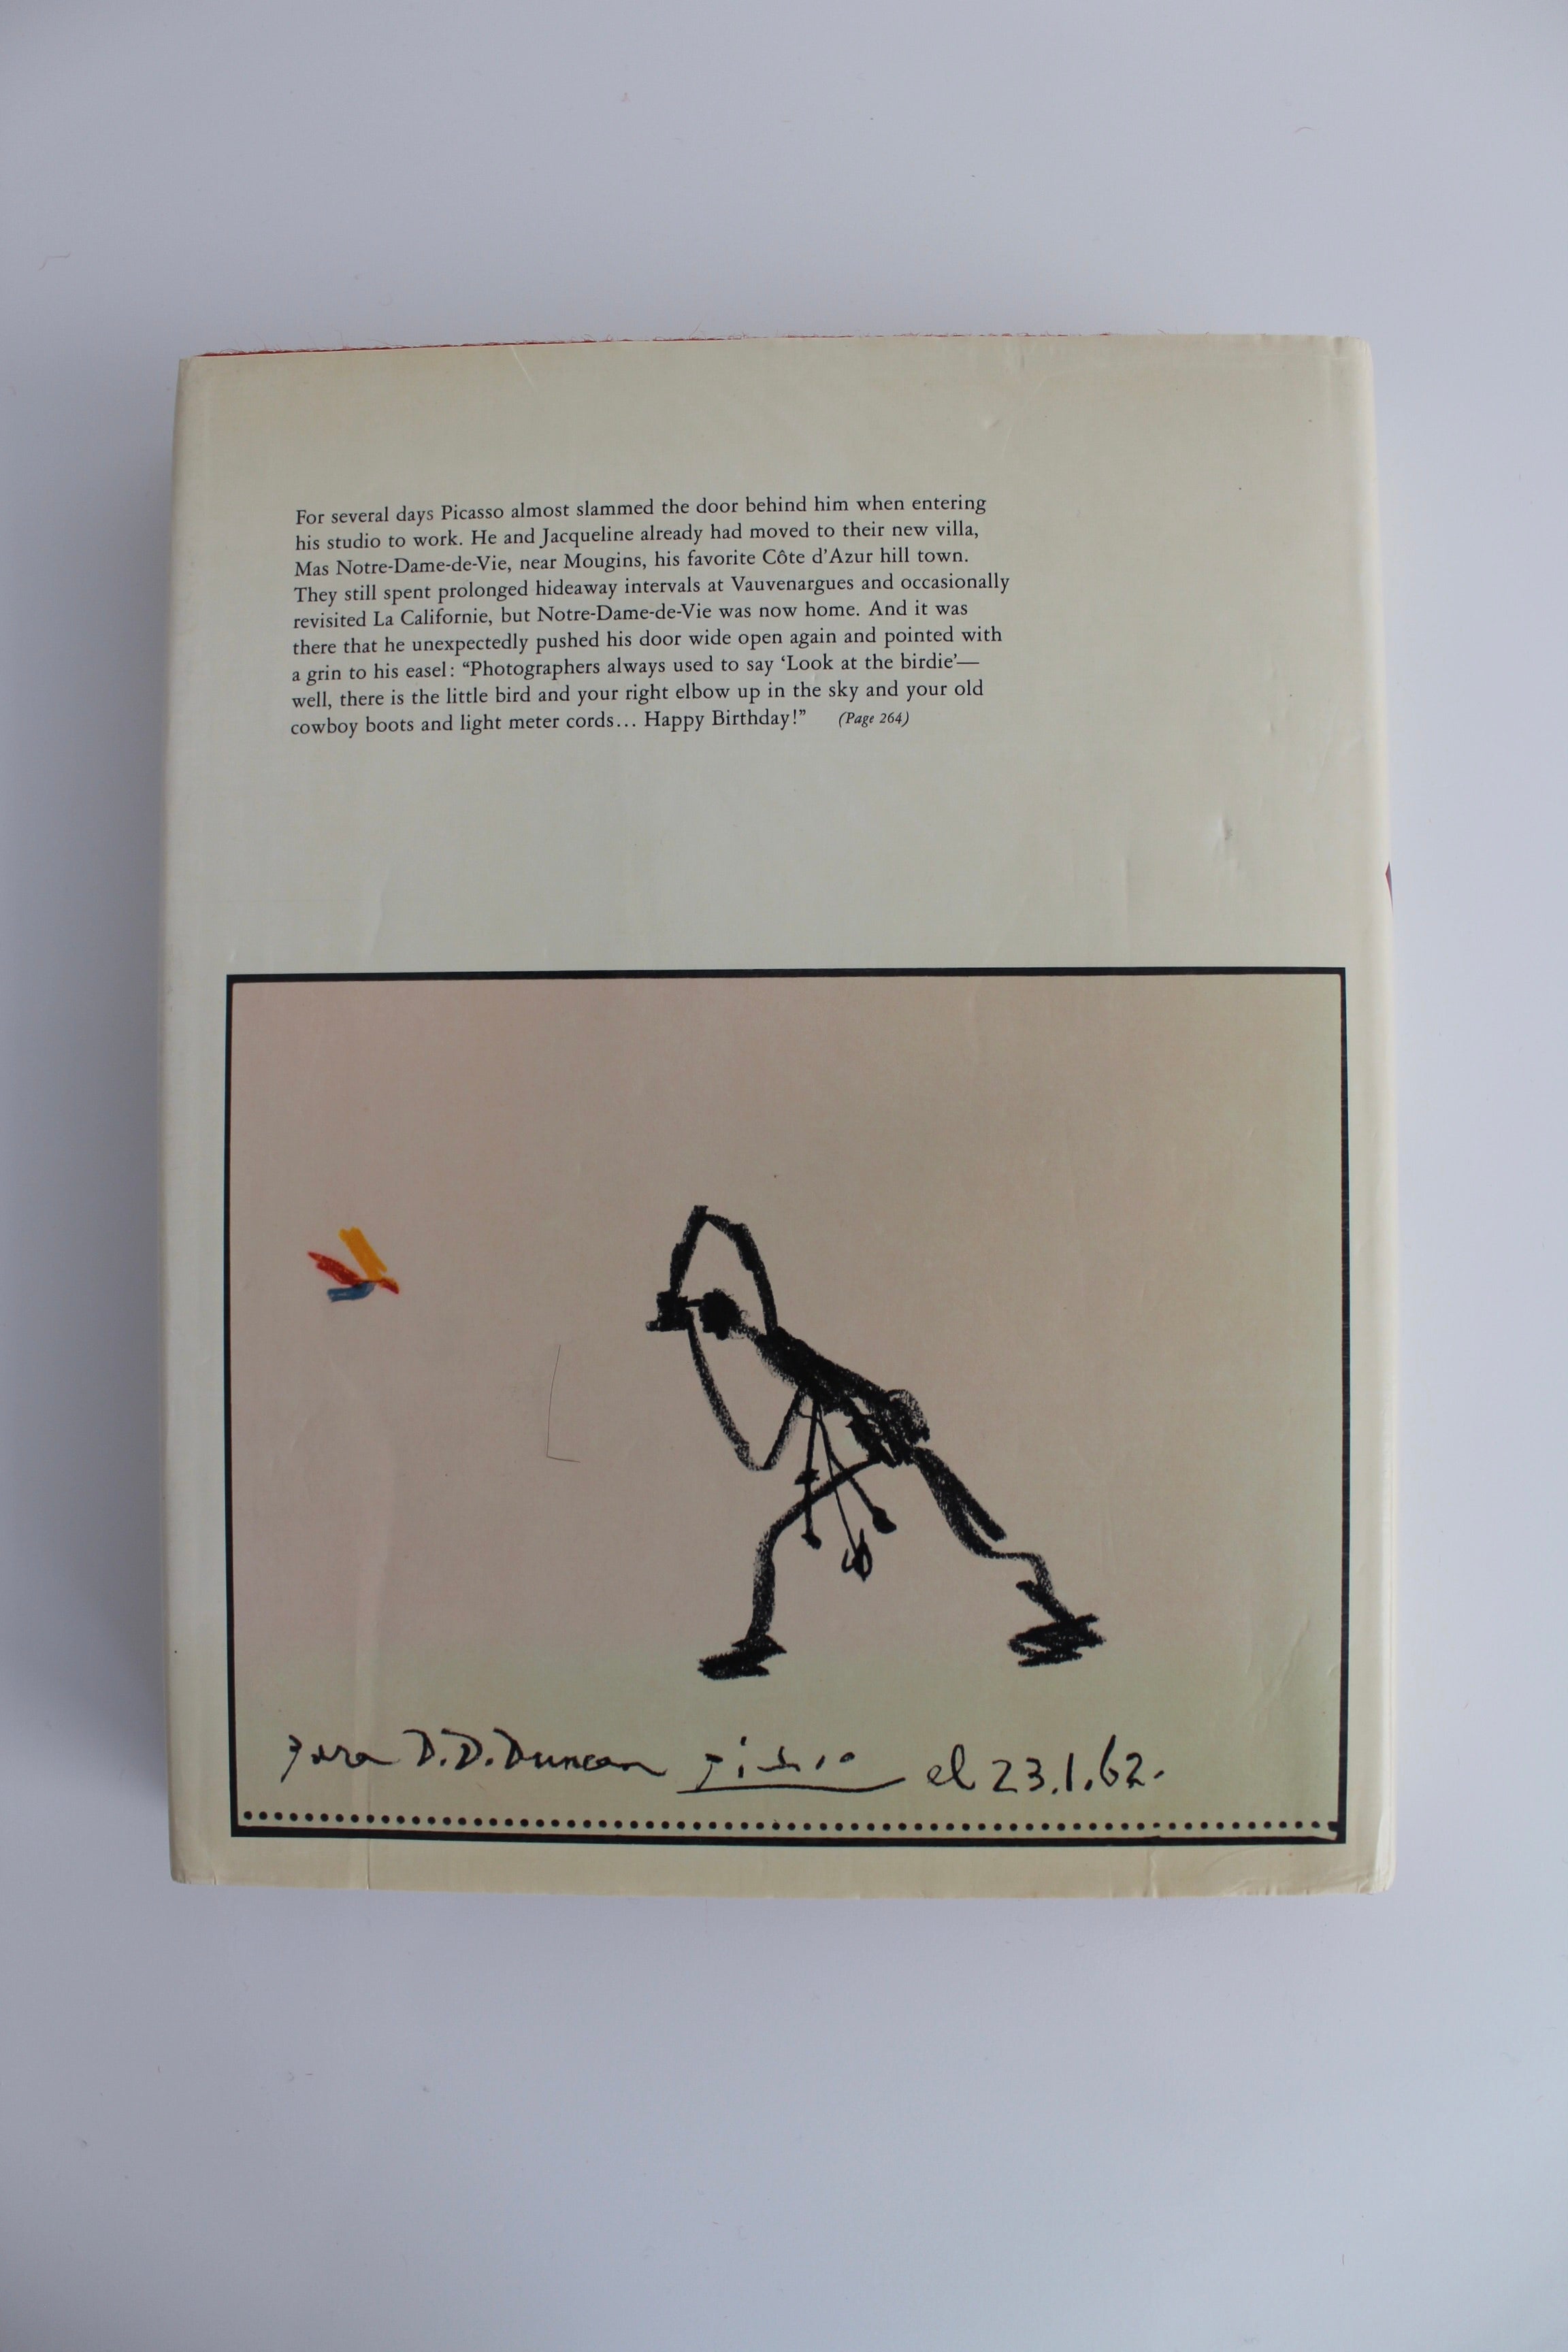 For several days Picasso almost slammed the door behind him when entering
his studio to work. He and Jacqueline already had moved to their new villa,
Mas Notre-Dame-de-Vie, near Mougins, his favorite Côte d'Azur hill town.
They still spent prolonged hideaway intervals at Vauvenargues and occasionally
revisited La Californie, but Notre-Dame-de-Vie was now home. And it was
there that he unexpectedly pushed his door wide open again and pointed with
a grin to his easel: “Photographers always used to say ‘Look at the birdie’—
well, there is the little bird and your right elbow up in the sky and your old
cowboy boots and light meter cords... Happy Birthday!” (Page 264)
para D.D. Duncan Picasso el 23.1.62.